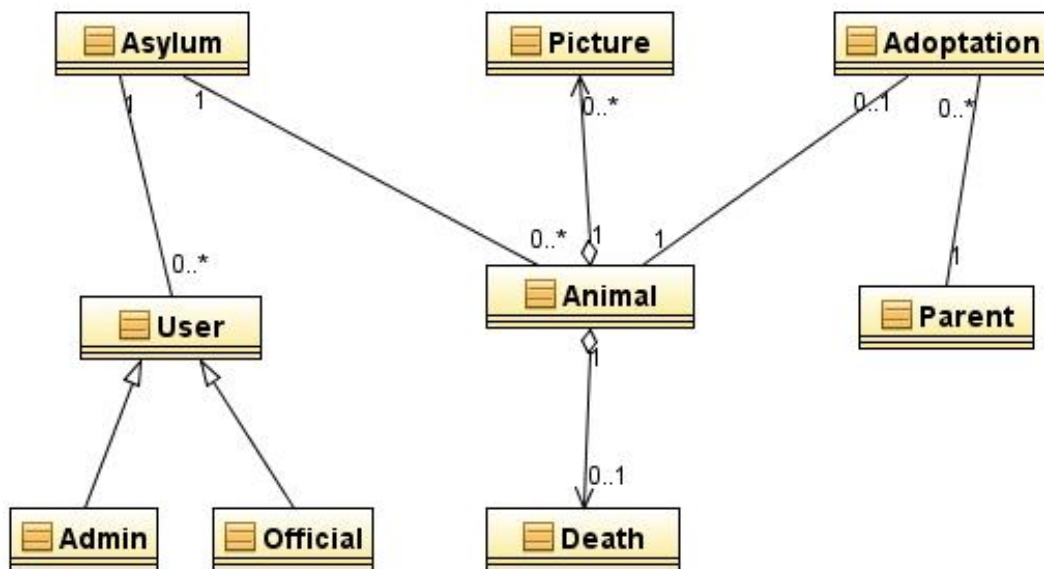 Asylum
Picture
Adoptation
1
1
0..*
0..1
0..*
0..*
0..*
1
1
1
User
Animal
Parent
1
0..1
Admin
Official
Death